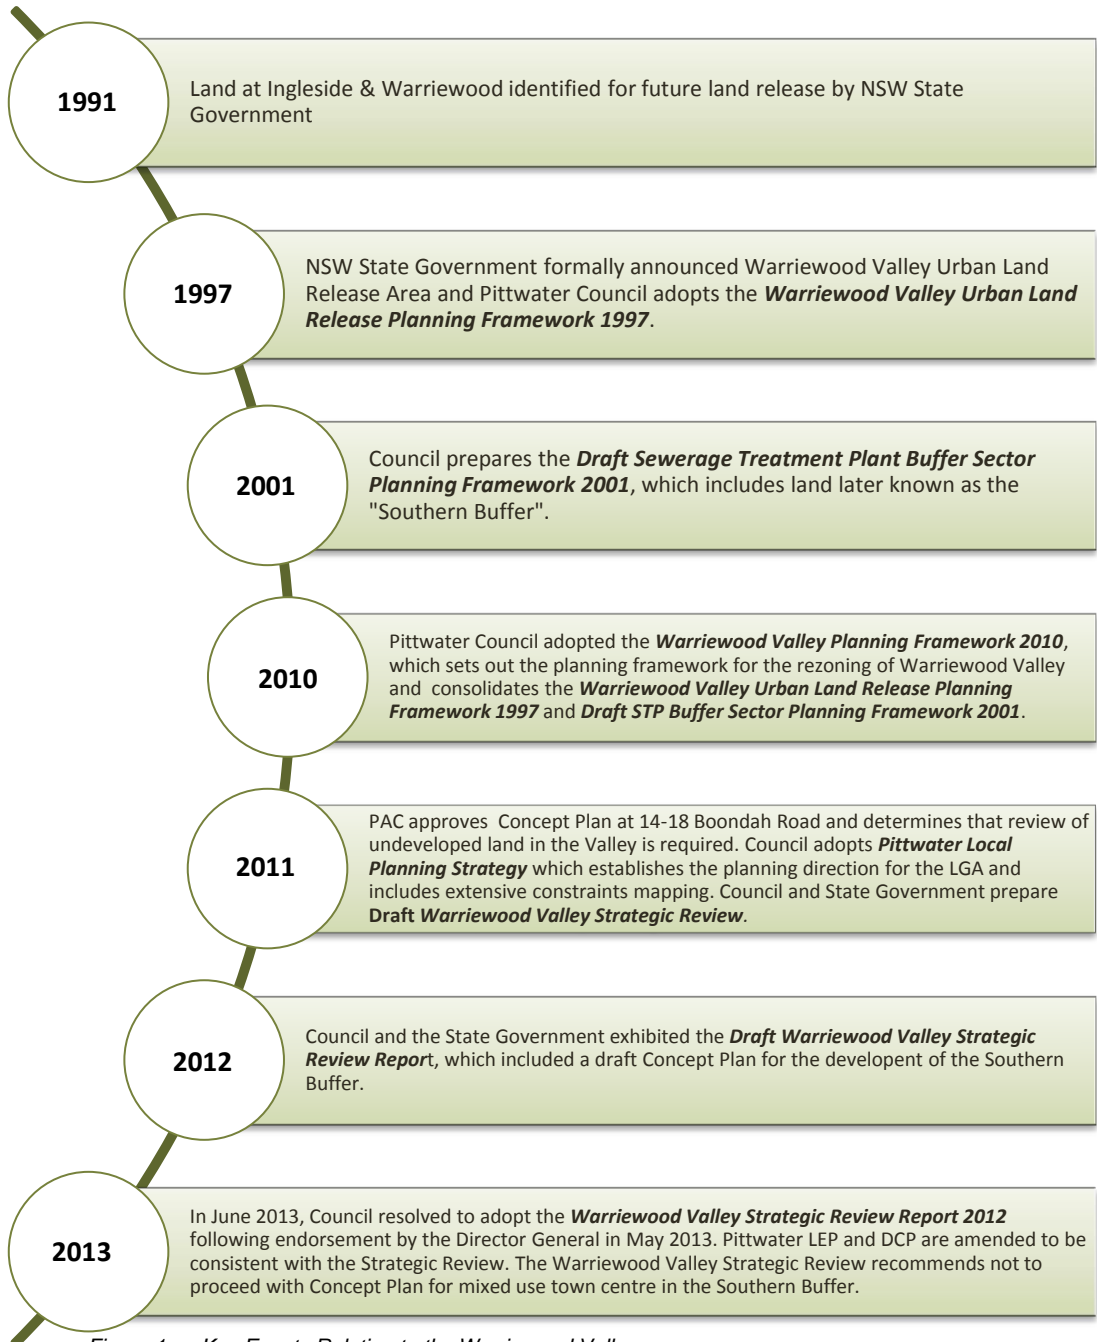 1991
Land at Ingleside & Warriewood identified for future land release by NSW State
Government
1997
NSW State Government formally announced Warriewood Valley Urban Land
Release Area and Pittwater Council adopts the Warriewood Valley Urban Land
Release Planning Framework 1997.
2001
Council prepares the Draft Sewerage Treatment Plant Buffer Sector
Planning Framework 2001, which includes land later known as the
"Southern Buffer".
2010
Pittwater Council adopted the Warriewood Valley Planning Framework 2010,
which sets out the planning framework for the rezoning of Warriewood Valley
and consolidates the Warriewood Valley Urban Land Release Planning
Framework 1997 and Draft STP Buffer Sector Planning Framework 2001.
2011
PAC approves Concept Plan at 14-18 Boondah Road and determines that review of
undeveloped land in the Valley is required. Council adopts Pittwater Local
Planning Strategy which establishes the planning direction for the LGA and
includes extensive constraints mapping. Council and State Government prepare
Draft Warriewood Valley Strategic Review.
2012
Council and the State Government exhibited the Draft Warriewood Valley Strategic
Review Report, which included a draft Concept Plan for the developent of the Southern
Buffer.
2013
In June 2013, Council resolved to adopt the Warriewood Valley Strategic Review Report 2012
following endorsement by the Director General in May 2013. Pittwater LEP and DCP are amended to be
consistent with the Strategic Review. The Warriewood Valley Strategic Review recommends not to
proceed with Concept Plan for mixed use town centre in the Southern Buffer.